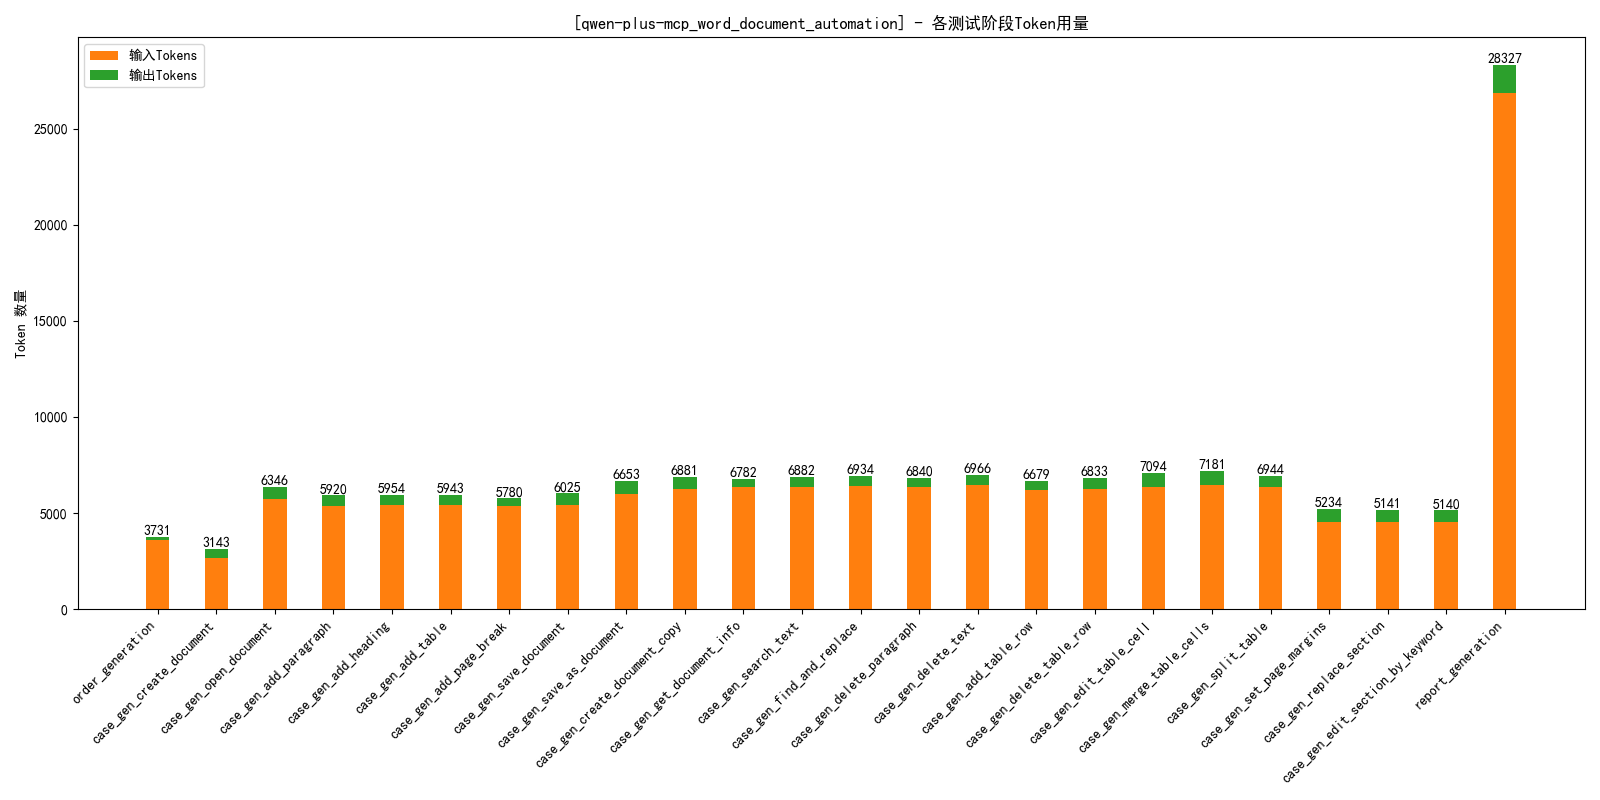 [qwen-plus-mcp_word_document_automation] - 各测试阶段Token用量
输入Tokens
输出Tokens
Token 数量
25000
20000
15000
10000
5000
0
3731
3143
6346
5920
5954
5943
5780
6025
6653
6881
6782
6882
6934
6840
6966
6679
6833
7094
7181
6944
5234
5141
5140
28327
order_generation
case_gen_create_document
case_gen_open_document
case_gen_add_paragraph
case_gen_add_heading
case_gen_add_table
case_gen_add_page_break
case_gen_save_document
case_gen_save_as_document
case_gen_create_document_copy
case_gen_get_document_info
case_gen_search_text
case_gen_find_and_replace
case_gen_delete_paragraph
case_gen_delete_text
case_gen_add_table_row
case_gen_delete_table_row
case_gen_edit_table_cell
case_gen_merge_table_cells
case_gen_split_table
case_gen_set_page_margins
case_gen_replace_section
case_gen_edit_section_by_keyword
report_generation